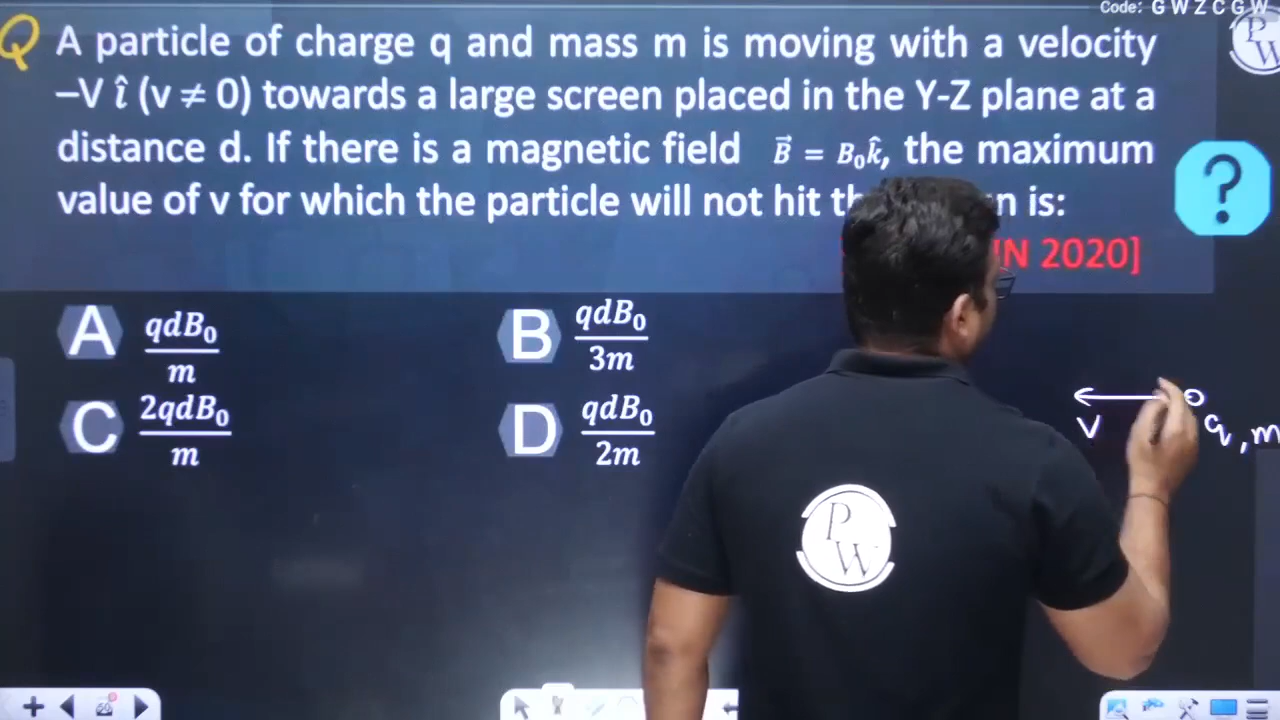 Code: G W Z C G W
Q A particle of charge q and mass m is moving with a velocity
–V î (v ≠ 0) towards a large screen placed in the Y-Z plane at a
distance d. If there is a magnetic field B⃗ = B₀k̂, the maximum
value of v for which the particle will not hit is:
2020]
A qdB₀/m
B qdB₀/3m
C 2qdB₀/m
D qdB₀/2m
V
q, m
P W
P W
?